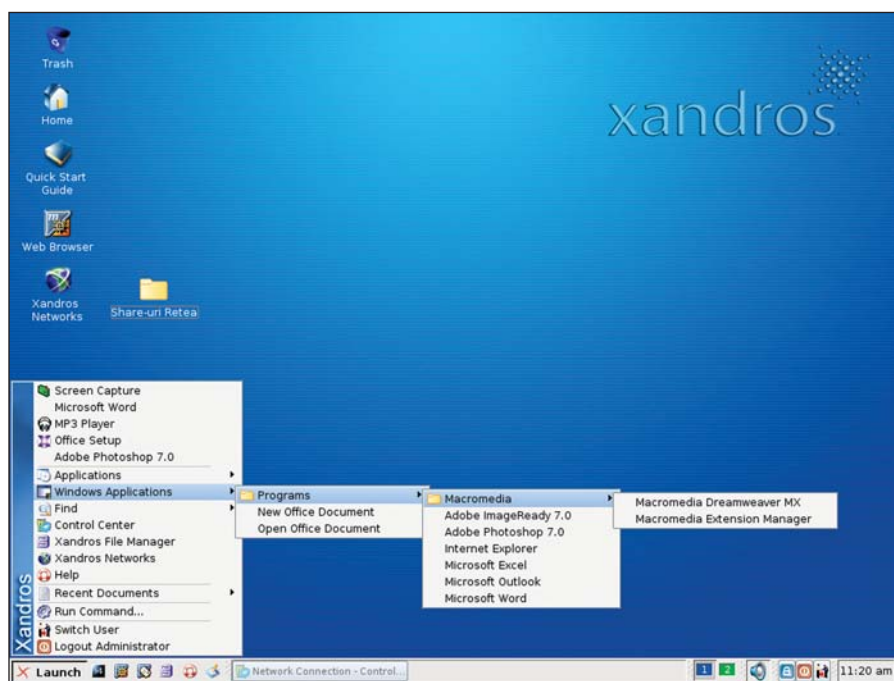 Trash
Home
Quick Start
Guide
Web Browser
Xandros
Networks
Share-uri Retea
xandros
Screen Capture
Microsoft Word
MP3 Player
Office Setup
Adobe Photoshop 7.0
Applications
Windows Applications
Find
Control Center
Xandros File Manager
Xandros Networks
Help
Recent Documents
Run Command...
Switch User
Logout Administrator
Xandros
Programs
New Office Document
Open Office Document
Macromedia
Adobe ImageReady 7.0
Adobe Photoshop 7.0
Internet Explorer
Microsoft Excel
Microsoft Outlook
Microsoft Word
Macromedia Dreamweaver MX
Macromedia Extension Manager
Launch
Network Connection - Control...
1 2
11:20 am